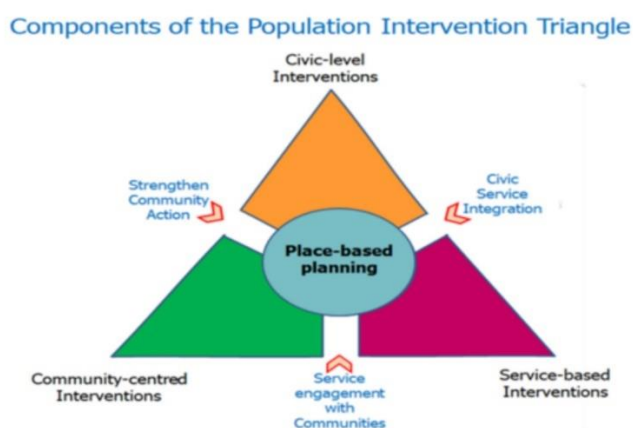 Components of the Population Intervention Triangle
Civic-level
Interventions
Strengthen
Community
Action
Civic
Service
Integration
Place-based
planning
Community-centred
Interventions
Service
engagement
with
Communities
Service-based
Interventions